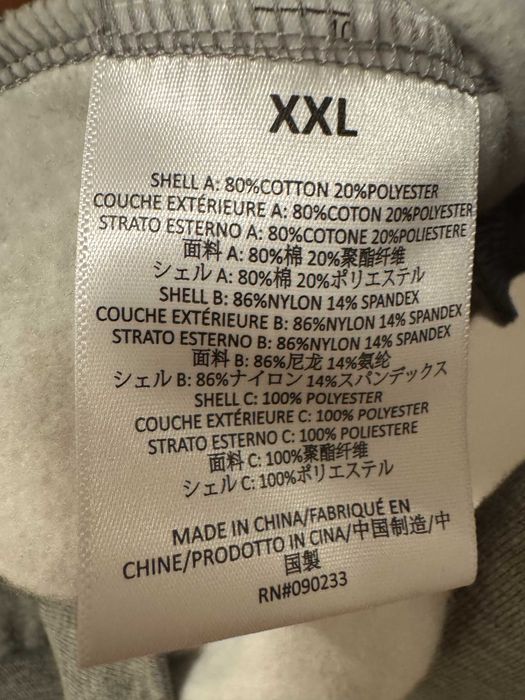 10
XXL
SHELL A: 80%COTTON 20%POLYESTER
COUCHE EXTÉRIEURE A: 80%COTON 20%POLYESTER
STRATO ESTERNO A: 80%COTONE 20%POLIESTERE
面料 A: 80%棉 20%聚酯纤维
シェル A: 80%棉 20%ポリエステル
SHELL B: 86%NYLON 14% SPANDEX
COUCHE EXTÉRIEURE B: 86%NYLON 14% SPANDEX
STRATO ESTERNO B: 86%NYLON 14% SPANDEX
面料 B: 86%尼龙 14%氨纶
シェル B: 86%ナイロン 14%スパンデックス
SHELL C: 100% POLYESTER
COUCHE EXTÉRIEURE C: 100% POLYESTER
STRATO ESTERNO C: 100% POLIESTERE
面料 C: 100%聚酯纤维
シェル C: 100%ポリエステル
MADE IN CHINA/FABRIQUÉ EN
CHINE/PRODOTTO IN CINA/中国制造/中
国製
RN#090233